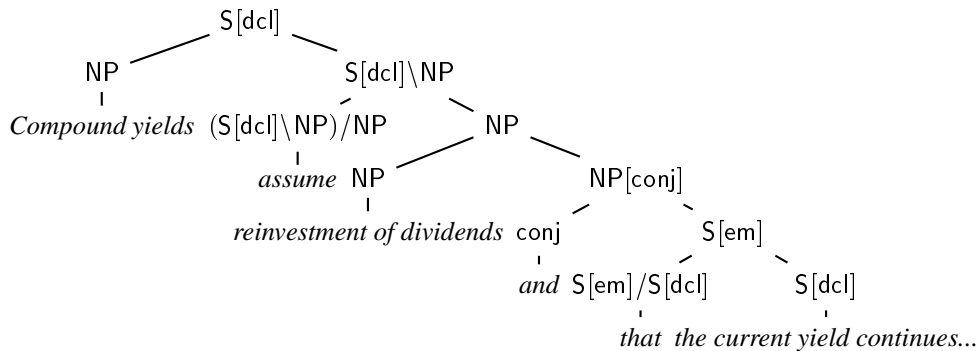 S[dcl]
NP S[dcl]\NP
Compound yields (S[dcl]\NP)/NP NP
assume NP NP[conj]
reinvestment of dividends conj S[em]
and S[em]/S[dcl] S[dcl]
that the current yield continues...